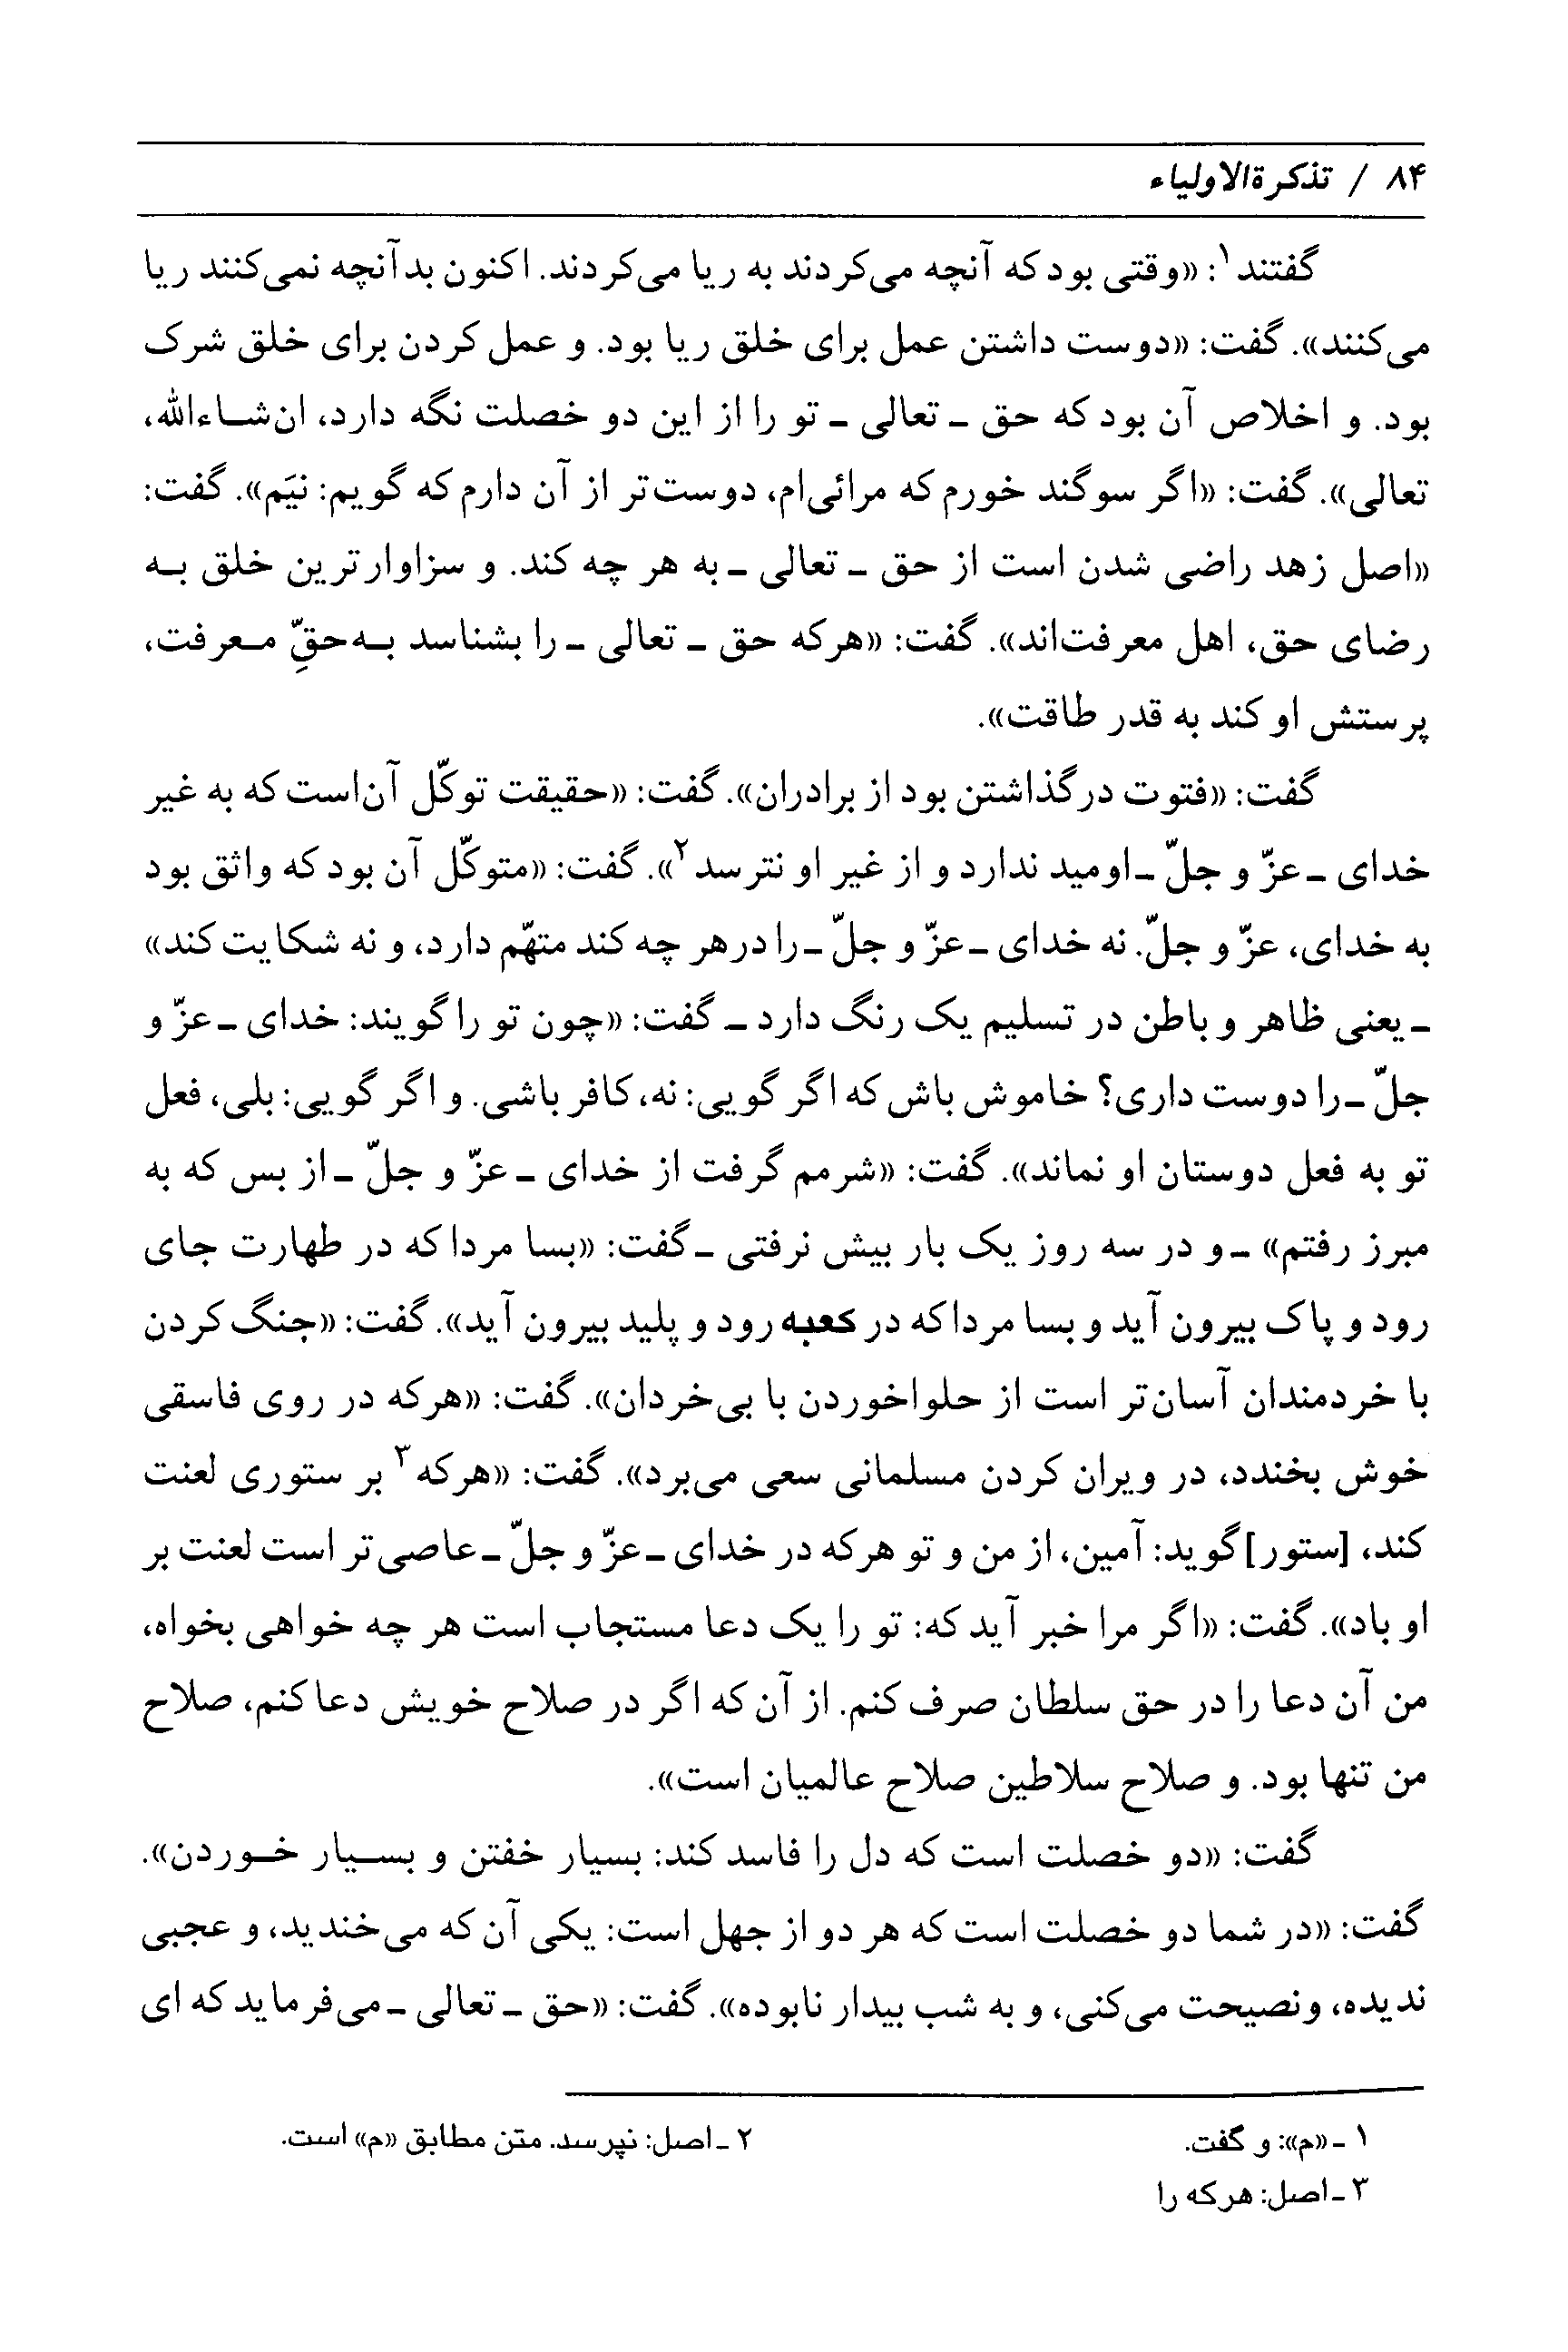 ۸۴ / تذکرةالاولیاء
گفتند۱: «وقتی بود که آنچه می‌کردند به ریا می‌کردند. اکنون بدآنچه نمی‌کنند ریا
می‌کنند». گفت: «دوست داشتن عمل برای خلق ریا بود. و عمل کردن برای خلق شرک
بود. و اخلاص آن بود که حق ـ تعالی ـ تو را از این دو خصلت نگه دارد، ان‌شـاءالله،
تعالی». گفت: «اگر سوگند خورم که مرائی‌ام، دوست‌تر از آن دارم که گویم: نیَم». گفت:
«اصل زهد راضی شدن است از حق ـ تعالی ـ به هر چه کند. و سزاوارترین خلق بـه
رضای حق، اهل معرفت‌اند». گفت: «هرکه حق ـ تعالی ـ را بشناسد بـه‌حقِّ مـعرفت،
پرستش او کند به قدر طاقت».
گفت: «فتوت درگذاشتن بود از برادران». گفت: «حقیقت توکّل آن‌است که به غیر
خدای ـ عزّ و جلّ ـ اومید ندارد و از غیر او نترسد۲». گفت: «متوکّل آن بود که واثق بود
به خدای، عزّ و جلّ. نه خدای ـ عزّ و جلّ ـ را درهر چه کند متهّم دارد، و نه شکایت کند»
ـ یعنی ظاهر و باطن در تسلیم یک رنگ دارد ـ گفت: «چون تو را گویند: خدای ـ عزّ و
جلّ ـ را دوست داری؟ خاموش باش که اگر گویی: نه، کافر باشی. و اگر گویی: بلی، فعل
تو به فعل دوستان او نماند». گفت: «شرمم گرفت از خدای ـ عزّ و جلّ ـ از بس که به
مبرز رفتم» ـ و در سه روز یک بار بیش نرفتی ـ گفت: «بسا مردا که در طهارت جای
رود و پاک بیرون آید و بسا مردا که در کعبه رود و پلید بیرون آید». گفت: «جنگ کردن
با خردمندان آسان‌تر است از حلواخوردن با بی‌خردان». گفت: «هرکه در روی فاسقی
خوش بخندد، در ویران کردن مسلمانی سعی می‌برد». گفت: «هرکه۳ بر ستوری لعنت
کند، [ستور] گوید: آمین، از من و تو هرکه در خدای ـ عزّ و جلّ ـ عاصی‌تر است لعنت بر
او باد». گفت: «اگر مرا خبر آید که: تو را یک دعا مستجاب است هر چه خواهی بخواه،
من آن دعا را در حق سلطان صرف کنم. از آن که اگر در صلاح خویش دعا کنم، صلاح
من تنها بود. و صلاح سلاطین صلاح عالمیان است».
گفت: «دو خصلت است که دل را فاسد کند: بسیار خفتن و بسـیار خـوردن».
گفت: «در شما دو خصلت است که هر دو از جهل است: یکی آن که می‌خندید، و عجبی
ندیده، ونصیحت می‌کنی، و به شب بیدار نابوده». گفت: «حق ـ تعالی ـ می‌فرماید که ای
۱ ـ «م»: و گفت.
۲ ـ اصل: نپرسد. متن مطابق «م» است.
۳ ـ اصل: هرکه را